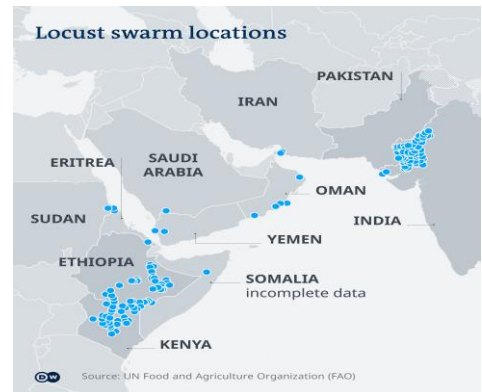 Locust swarm locations
PAKISTAN
IRAN
ERITREA
SAUDI
ARABIA
OMAN
SUDAN
INDIA
YEMEN
ETHIOPIA
SOMALIA
incomplete data
KENYA
DW Source: UN Food and Agriculture Organization (FAO)